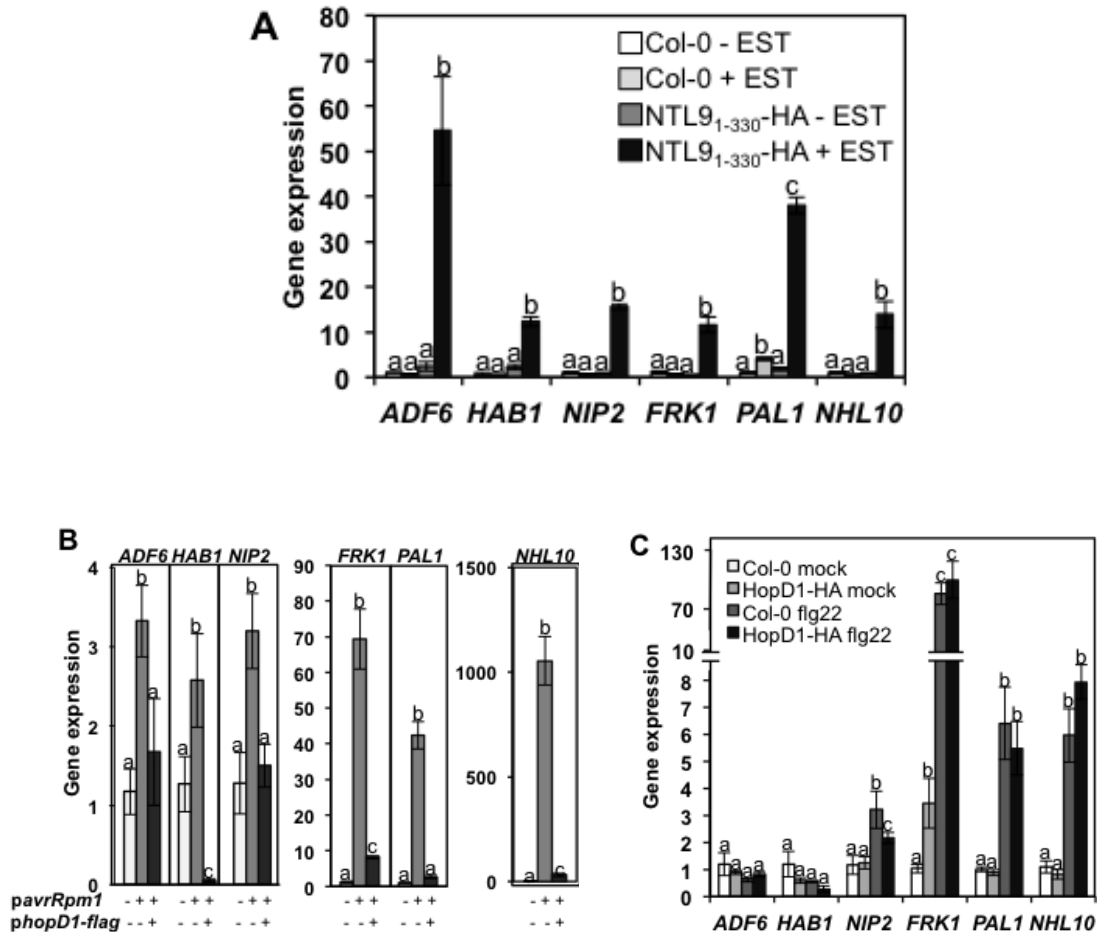 A
80
70
60
50
40
30
20
10
0
Gene expression
Col-0 - EST
Col-0 + EST
NTL9₁₋₃₃₀-HA - EST
NTL9₁₋₃₃₀-HA + EST
a a a b
a a a b
a a a b
a a a b
a b a c
a a a b
ADF6 HAB1 NIP2 FRK1 PAL1 NHL10
B
ADF6 HAB1 NIP2
4
3
2
1
0
Gene expression
a b a
a b c
a b a
FRK1 PAL1
90
80
70
60
50
40
30
20
10
0
a b c
a b a
NHL10
1500
1000
500
0
a b c
pavrRpm1 - + + - + + - + + - + + - + + - + +
phopD1-flag - - + - - + - - + - - + - - + - - +
C
130
70
10
8
7
6
5
4
3
2
1
0
Gene expression
Col-0 mock
HopD1-HA mock
Col-0 flg22
HopD1-HA flg22
a a a a
a a a a
a a b c
a b c c
a a b b
a a b b
ADF6 HAB1 NIP2 FRK1 PAL1 NHL10